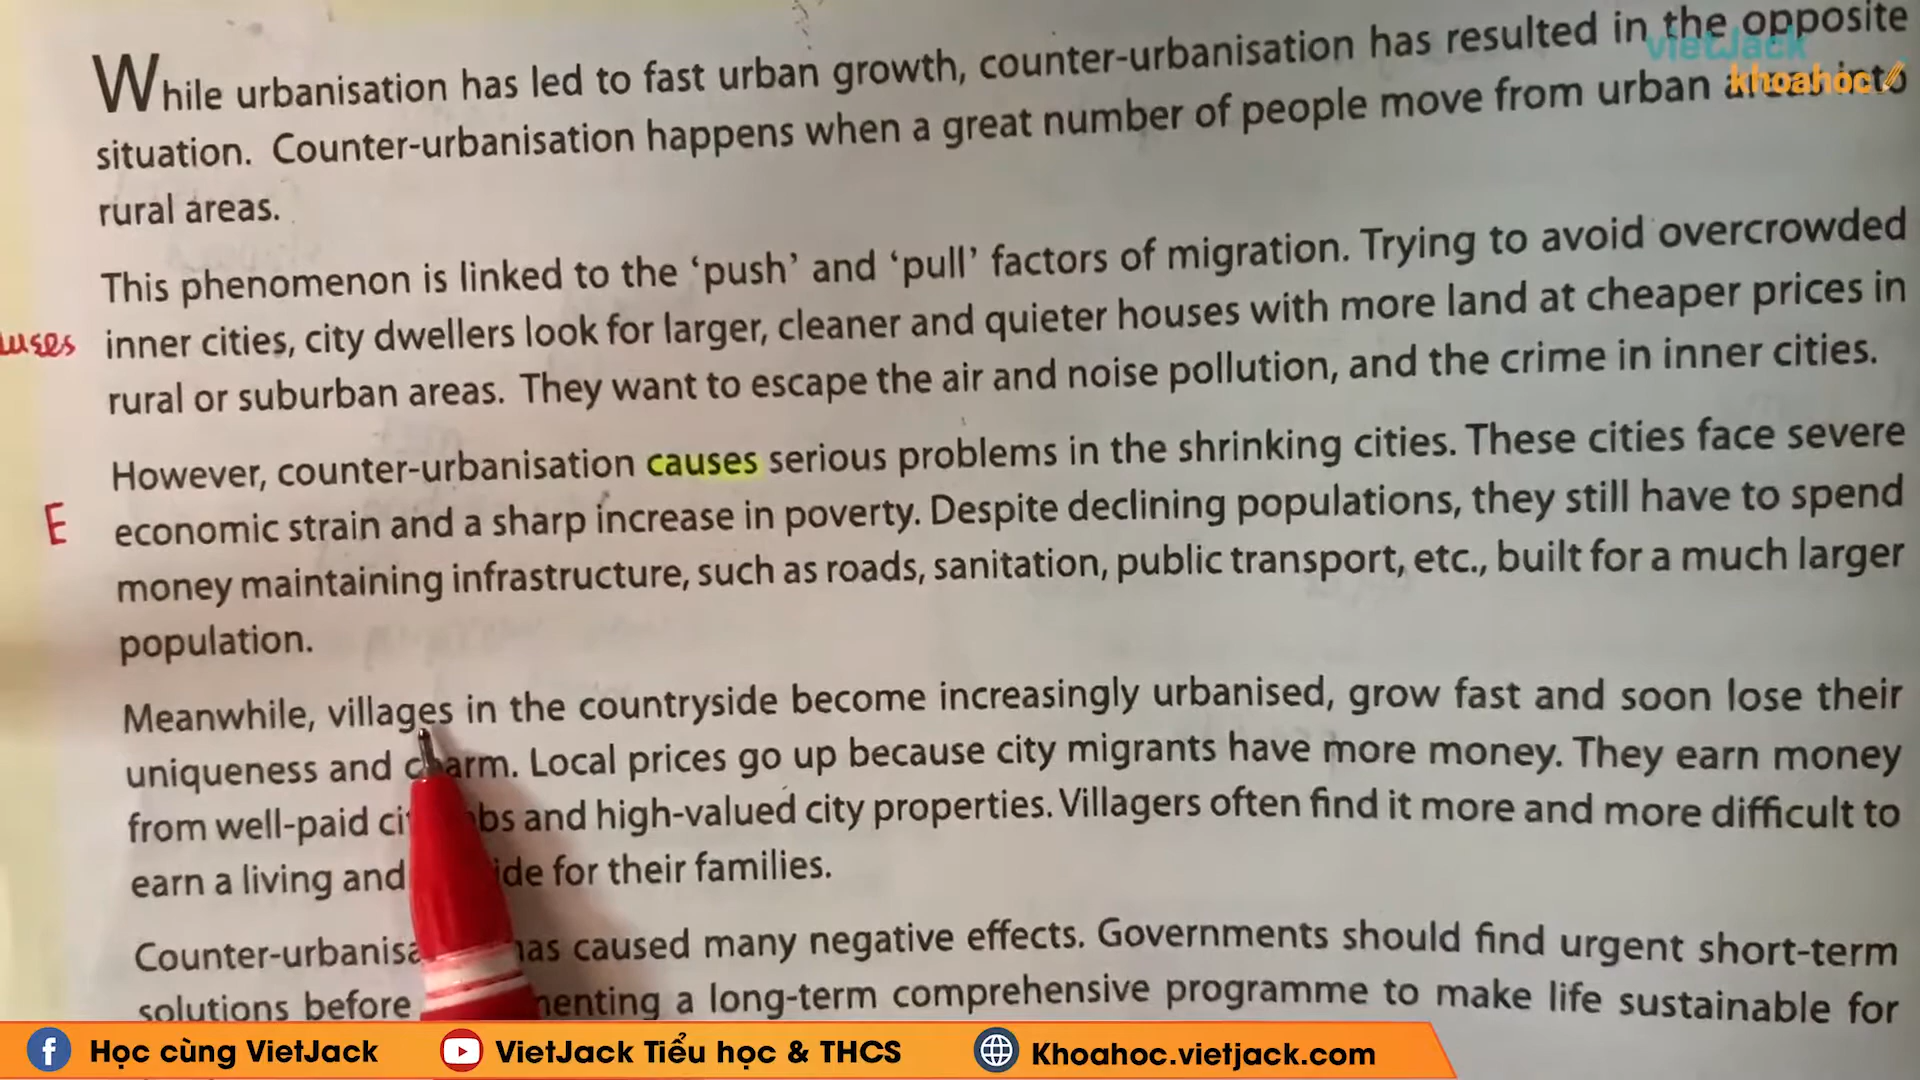 While urbanisation has led to fast urban growth, counter-urbanisation has resulted in the opposite
vietJack
khoahoc
situation. Counter-urbanisation happens when a great number of people move from urban into
rural areas.
This phenomenon is linked to the ‘push’ and ‘pull’ factors of migration. Trying to avoid overcrowded
inner cities, city dwellers look for larger, cleaner and quieter houses with more land at cheaper prices in
rural or suburban areas. They want to escape the air and noise pollution, and the crime in inner cities.
However, counter-urbanisation causes serious problems in the shrinking cities. These cities face severe
E
economic strain and a sharp increase in poverty. Despite declining populations, they still have to spend
money maintaining infrastructure, such as roads, sanitation, public transport, etc., built for a much larger
population.
Meanwhile, villages in the countryside become increasingly urbanised, grow fast and soon lose their
uniqueness and charm. Local prices go up because city migrants have more money. They earn money
from well-paid and high-valued city properties. Villagers often find it more and more difficult to
earn a living and for their families.
has caused many negative effects. Governments should find urgent short-term
solutions before a long-term comprehensive programme to make life sustainable for
Học cùng VietJack
VietJack Tiểu học & THCS
Khoahoc.vietjack.com